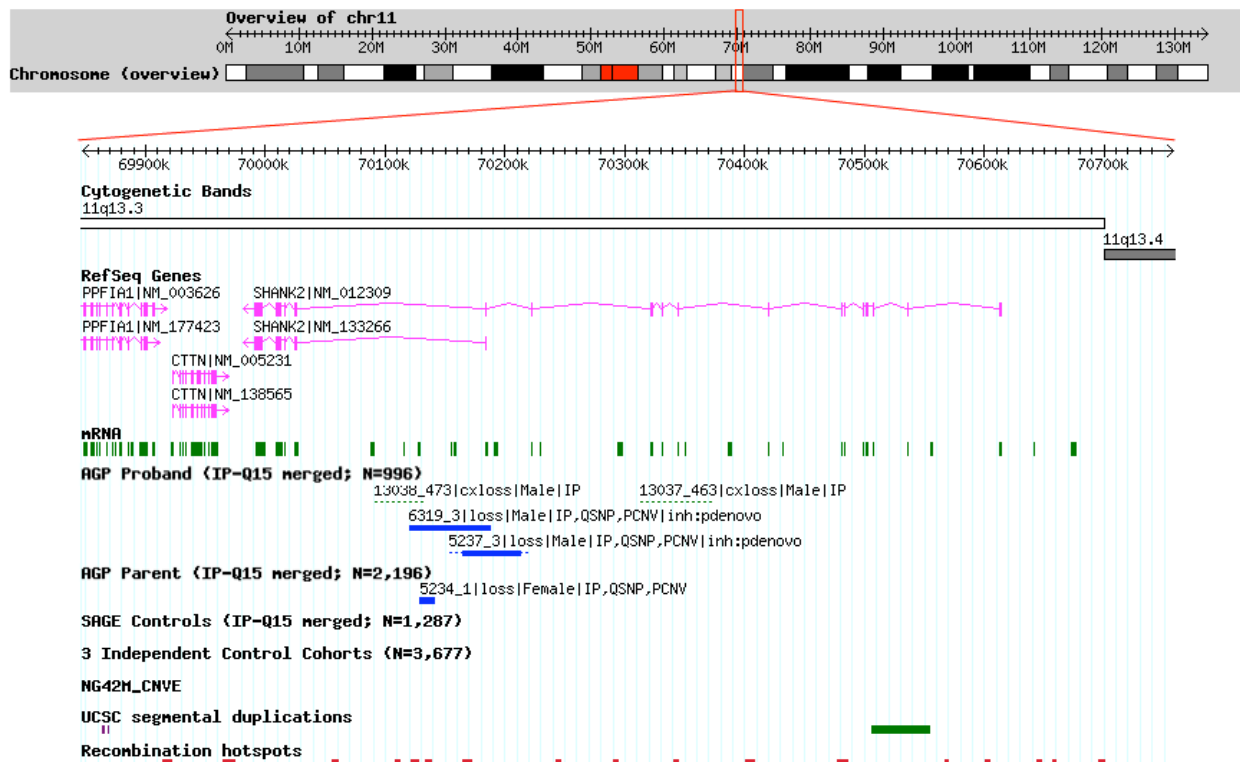 Overview of chr11
0M 10M 20M 30M 40M 50M 60M 70M 80M 90M 100M 110M 120M 130M
Chromosome (overview)
69900k 70000k 70100k 70200k 70300k 70400k 70500k 70600k 70700k
Cytogenetic Bands
11q13.3
11q13.4
RefSeq Genes
PPFIA1|NM_003626 SHANK2|NM_012309
PPFIA1|NM_177423 SHANK2|NM_133266
CTTN|NM_005231
CTTN|NM_138565
mRNA
AGP Proband (IP-Q15 merged; N=996)
13038_473|cxloss|Male|IP 13037_463|cxloss|Male|IP
6319_3|loss|Male|IP,QSNP,PCNV|inh:pdenovo
5237_3|loss|Male|IP,QSNP,PCNV|inh:pdenovo
AGP Parent (IP-Q15 merged; N=2,196)
5234_1|loss|Female|IP,QSNP,PCNV
SAGE Controls (IP-Q15 merged; N=1,287)
3 Independent Control Cohorts (N=3,677)
NG42M_CNVE
UCSC segmental duplications
Recombination hotspots